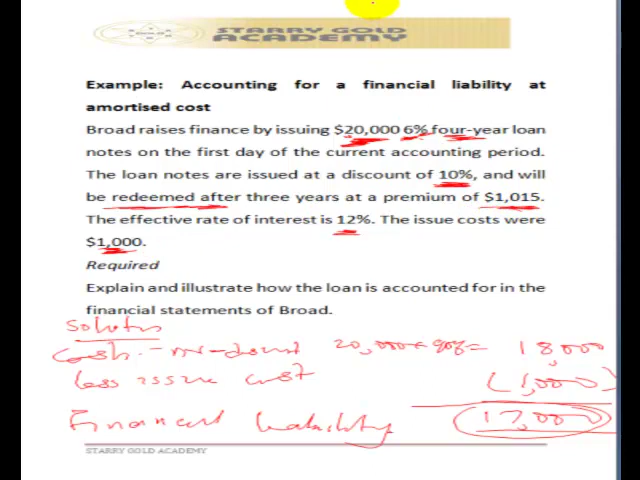 STARRY GOLD
ACADEMY
Example: Accounting for a financial liability at
amortised cost
Broad raises finance by issuing $20,000 6% four-year loan
notes on the first day of the current accounting period.
The loan notes are issued at a discount of 10%, and will
be redeemed after three years at a premium of $1,015.
The effective rate of interest is 12%. The issue costs were
$1,000.
Required
Explain and illustrate how the loan is accounted for in the
financial statements of Broad.
Cash 20,000 90% = 18,000
less issue cost (1,000)
Financial liability 17,000
STARRY GOLD ACADEMY